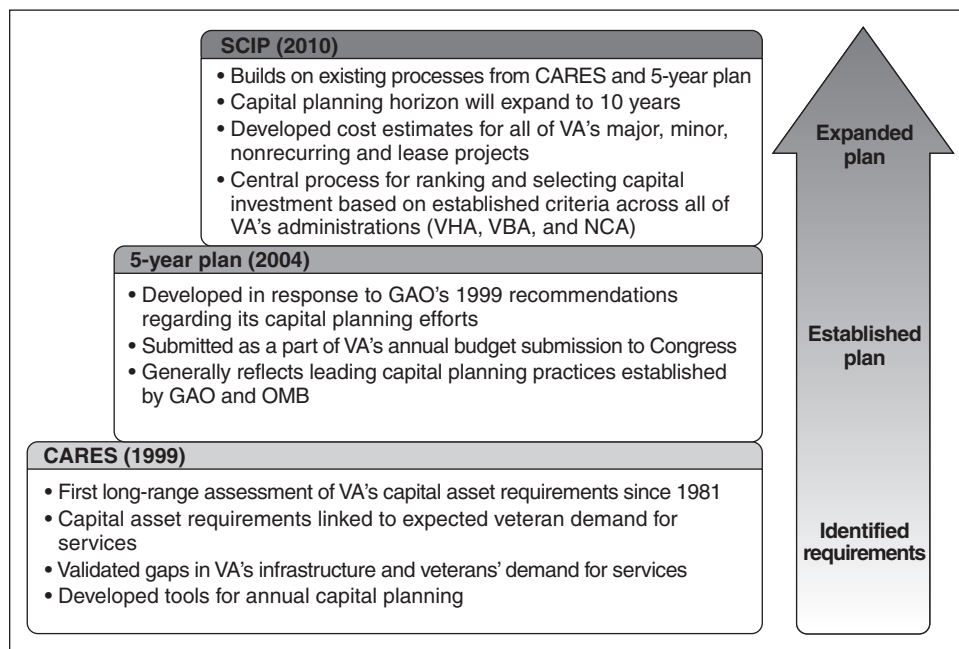 SCIP (2010)
• Builds on existing processes from CARES and 5-year plan
• Capital planning horizon will expand to 10 years
• Developed cost estimates for all of VA's major, minor,
nonrecurring and lease projects
• Central process for ranking and selecting capital
investment based on established criteria across all of
VA's administrations (VHA, VBA, and NCA)
Expanded
plan
5-year plan (2004)
• Developed in response to GAO's 1999 recommendations
regarding its capital planning efforts
• Submitted as a part of VA's annual budget submission to Congress
• Generally reflects leading capital planning practices established
by GAO and OMB
Established
plan
CARES (1999)
• First long-range assessment of VA's capital asset requirements since 1981
• Capital asset requirements linked to expected veteran demand for
services
• Validated gaps in VA's infrastructure and veterans' demand for services
• Developed tools for annual capital planning
Identified
requirements